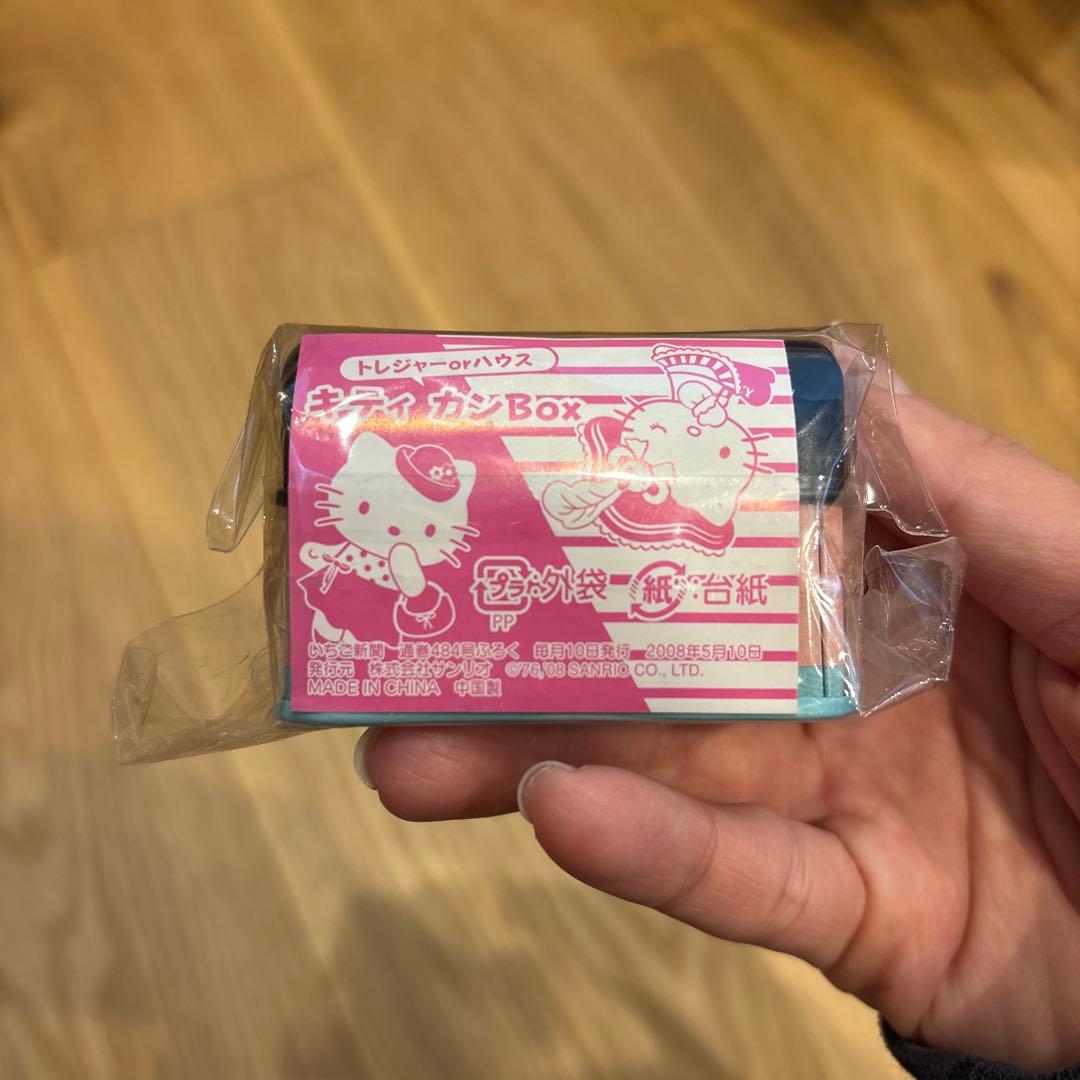 トレジャーorハウス
キティ カンBox
プラ:外袋 紙:台紙
PP
いちご新聞 通巻484号ふろく 毎月10日発行 2008年5月10日
発行元 株式会社サンリオ ©'76,'08 SANRIO CO., LTD.
MADE IN CHINA 中国製